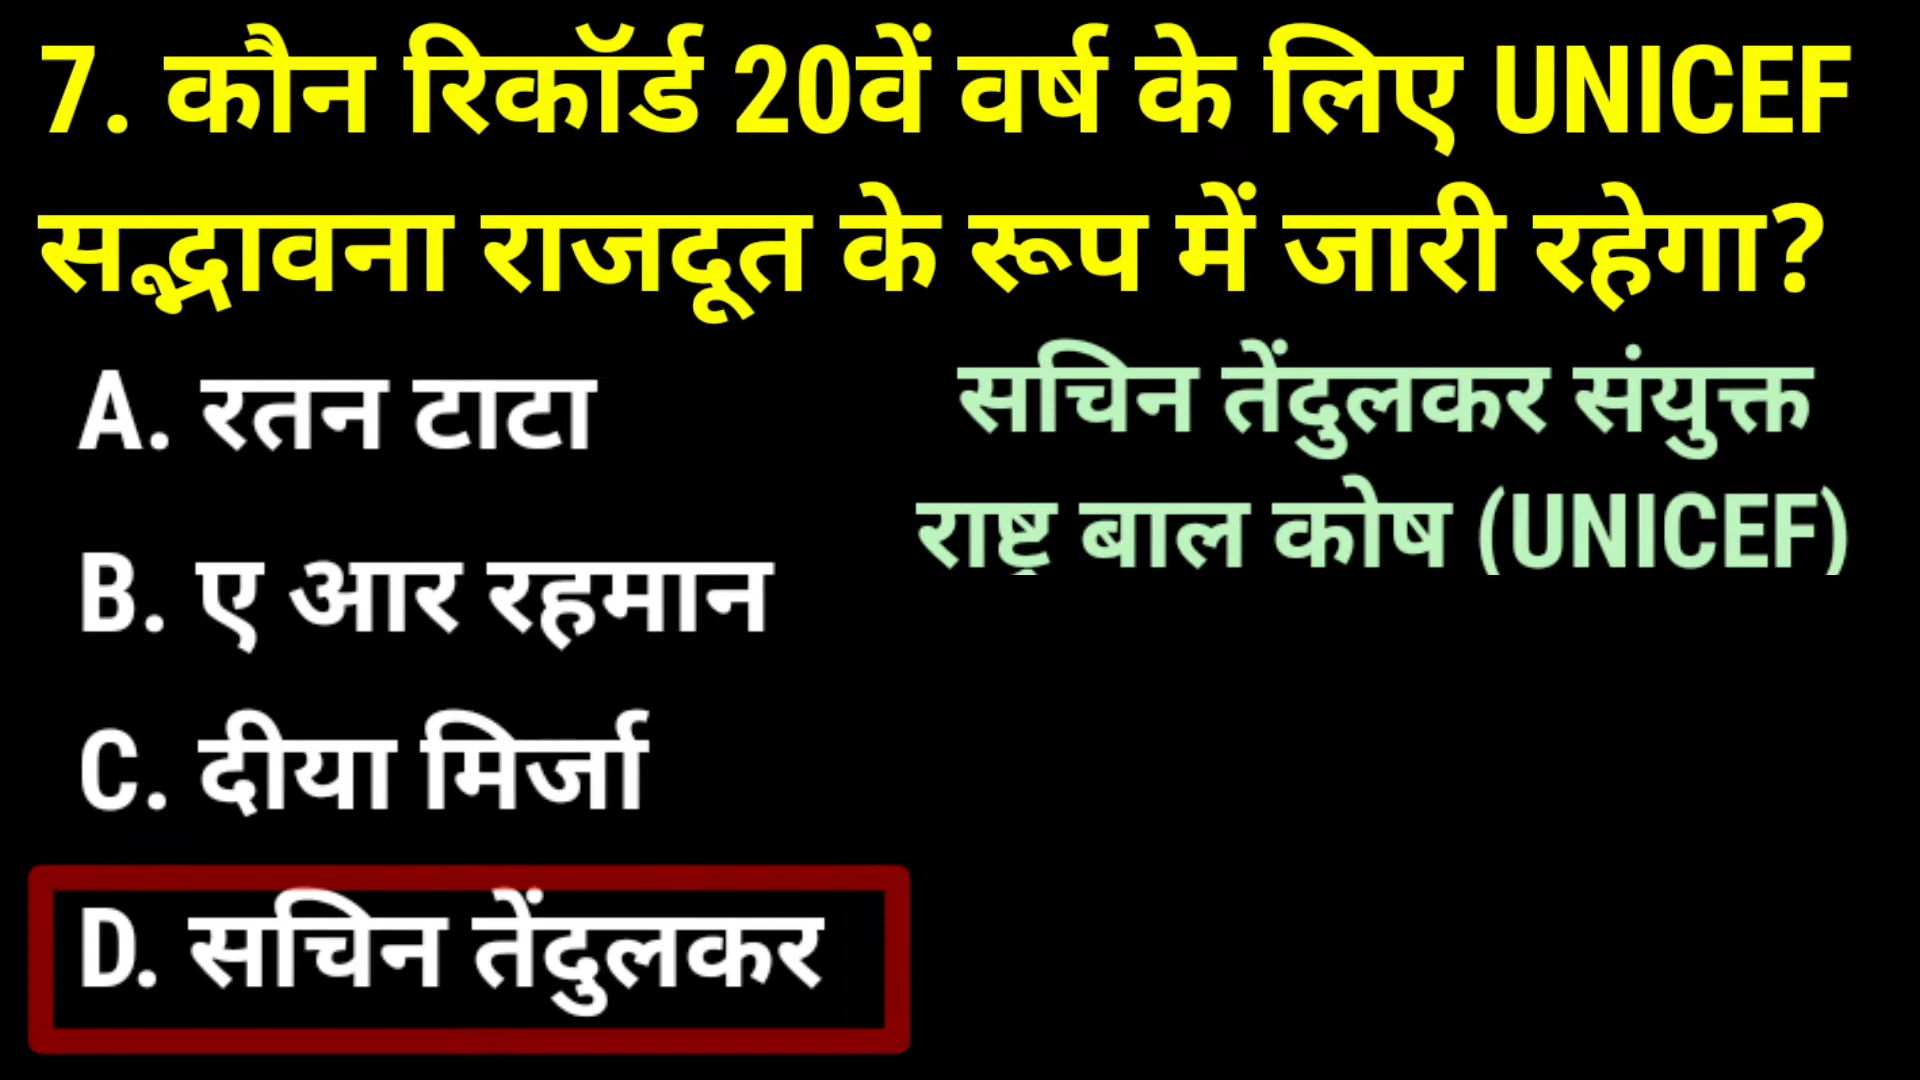 7. कौन रिकॉर्ड 20वें वर्ष के लिए UNICEF
सद्भावना राजदूत के रूप में जारी रहेगा?
A. रतन टाटा
B. ए आर रहमान
C. दीया मिर्जा
D. सचिन तेंदुलकर
सचिन तेंदुलकर संयुक्त
राष्ट्र बाल कोष (UNICEF)